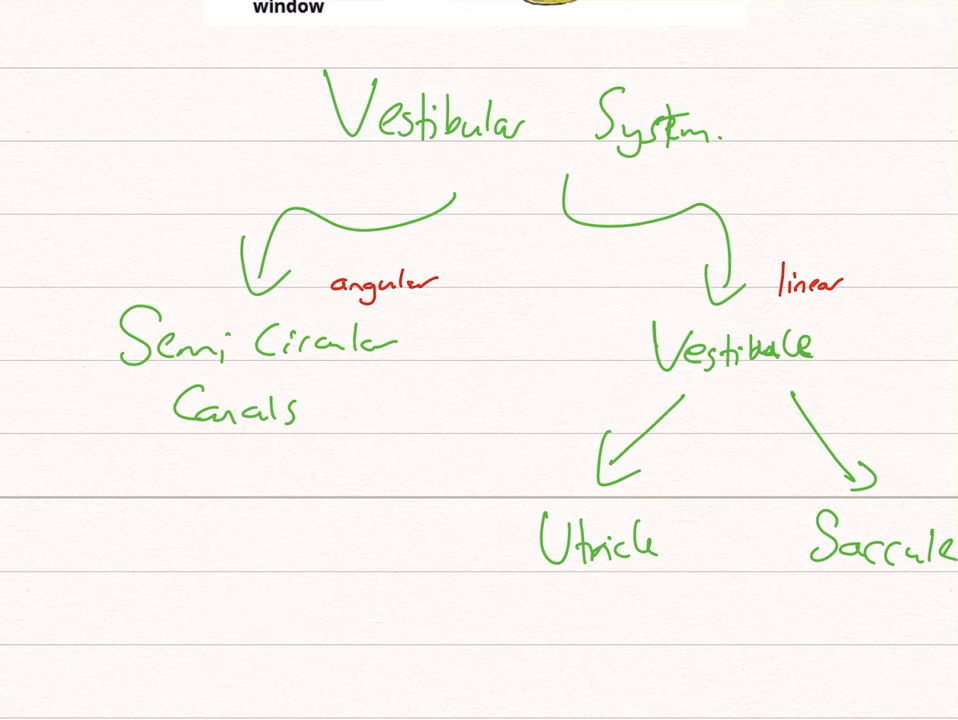 window
Vestibular System.
angular
linear
Semi Circular
Canals
Vestibule
Utricle
Saccule